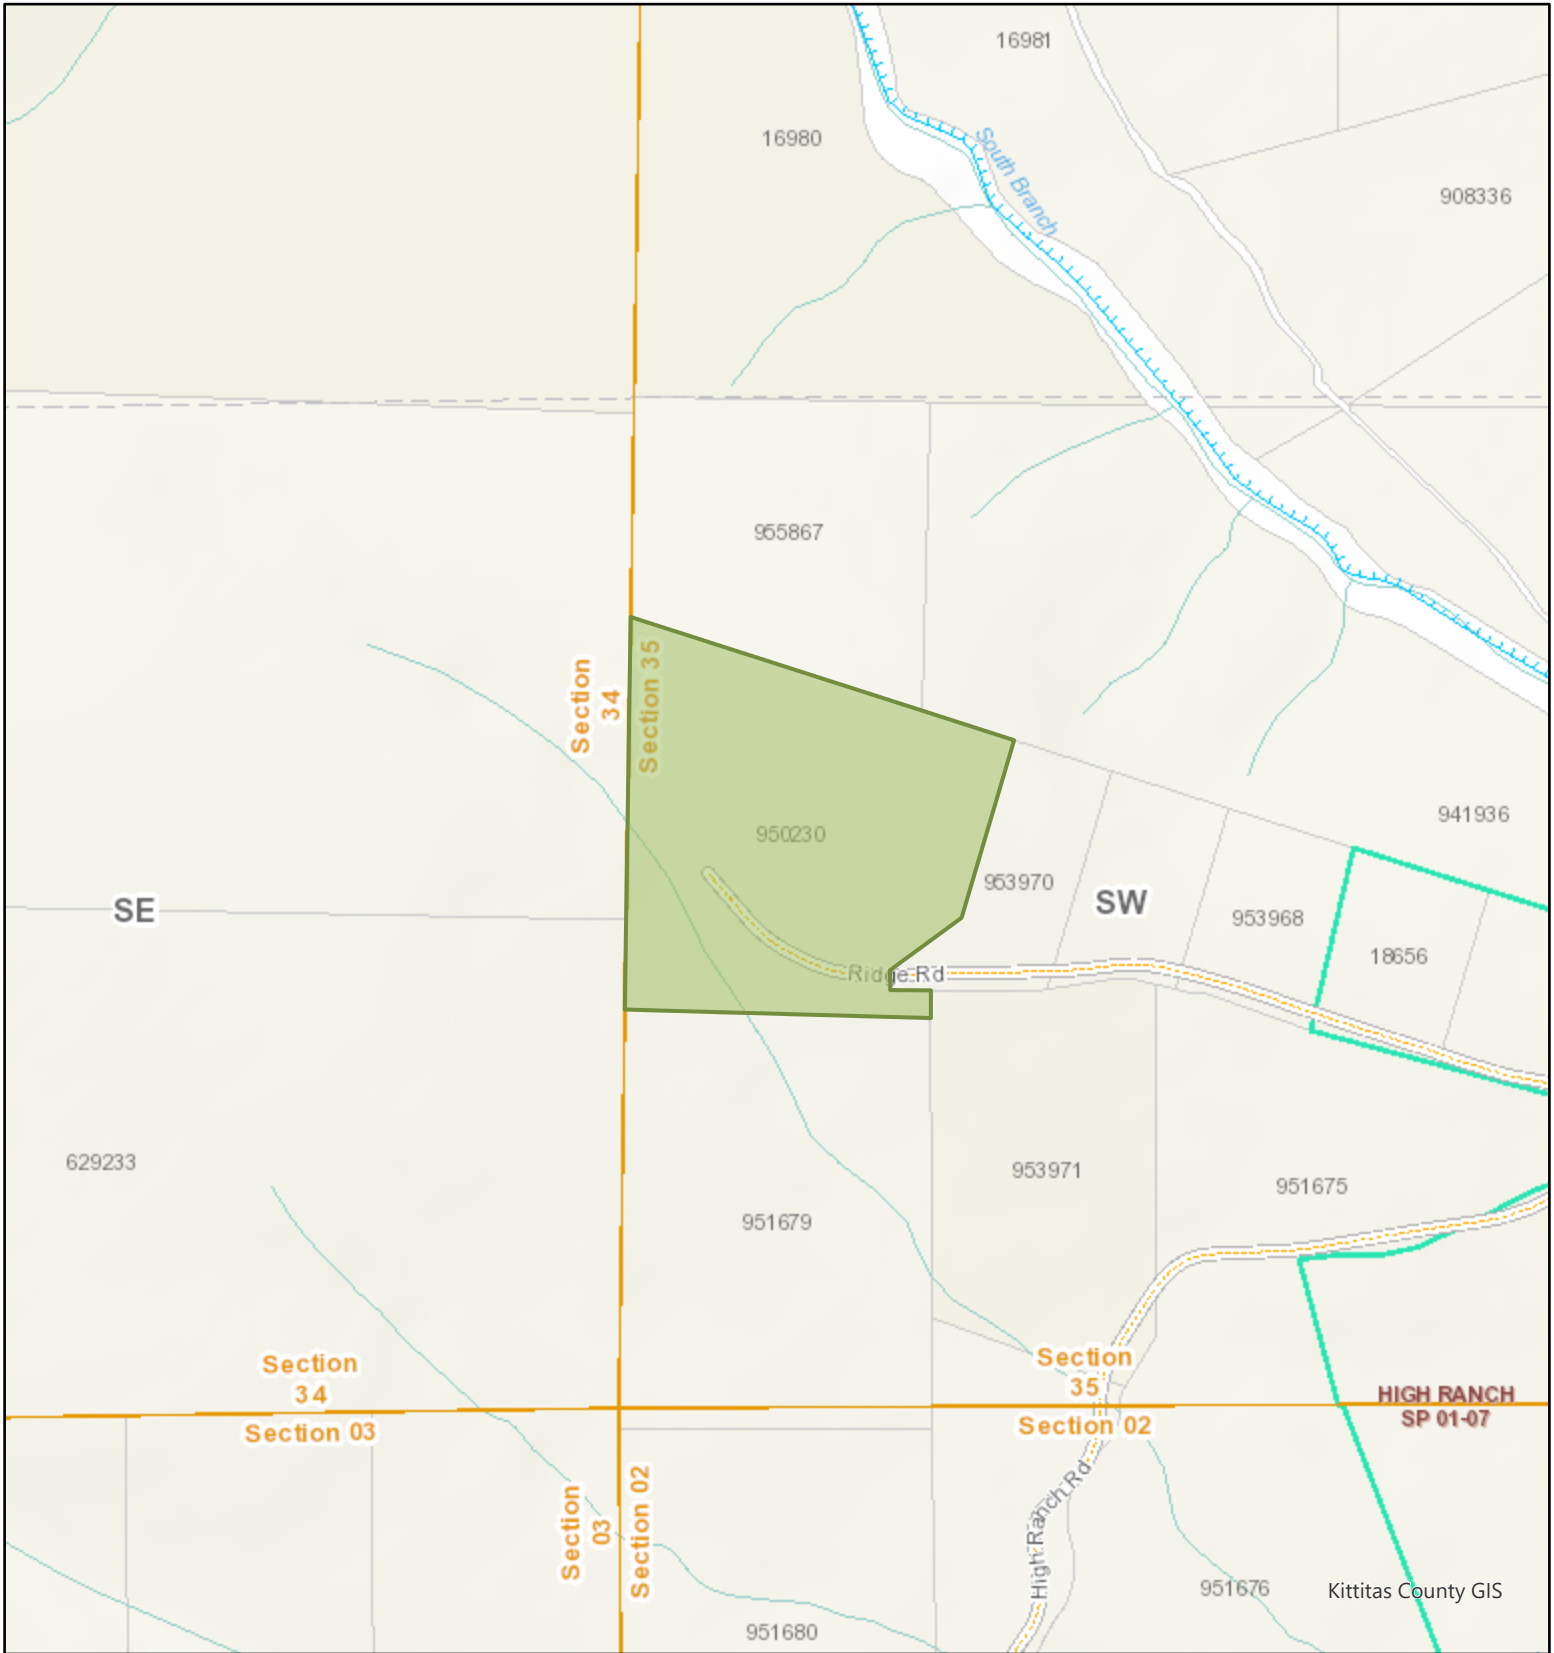 16981
16980
South Branch
908336
955867
Section
34
Section 35
950230
941936
953970
SW
SE
953968
18656
Ridge Rd
629233
953971
951675
951679
Section
34
Section
35
HIGH RANCH
SP 01-07
Section 03
Section 02
Section
03
Section 02
High Ranch Rd
951676
Kittitas County GIS
951680